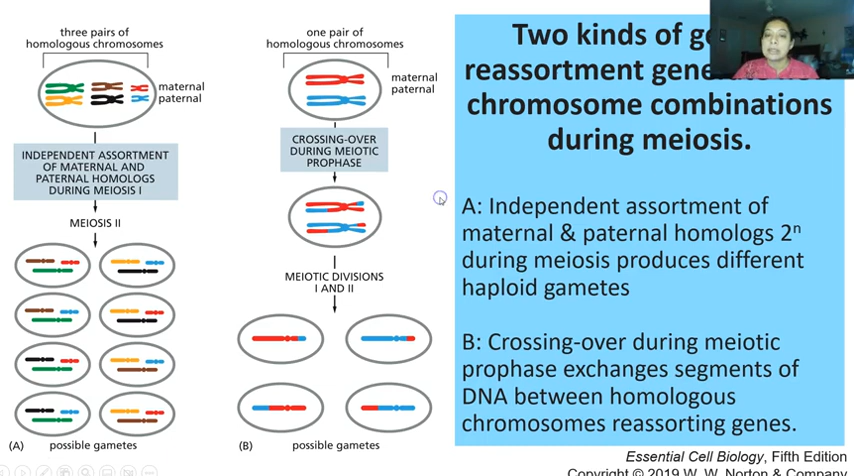 three pairs of
homologous chromosomes
maternal
paternal
INDEPENDENT ASSORTMENT
OF MATERNAL AND
PATERNAL HOMOLOGS
DURING MEIOSIS I
MEIOSIS II
(A) possible gametes
one pair of
homologous chromosomes
maternal
paternal
CROSSING-OVER
DURING MEIOTIC
PROPHASE
MEIOTIC DIVISIONS
I AND II
(B) possible gametes
Two kinds of
reassortment
chromosome combinations
during meiosis.
A: Independent assortment of
maternal & paternal homologs 2ⁿ
during meiosis produces different
haploid gametes
B: Crossing-over during meiotic
prophase exchanges segments of
DNA between homologous
chromosomes reassorting genes.
Essential Cell Biology, Fifth Edition
Copyright © 2019 W. W. Norton & Company